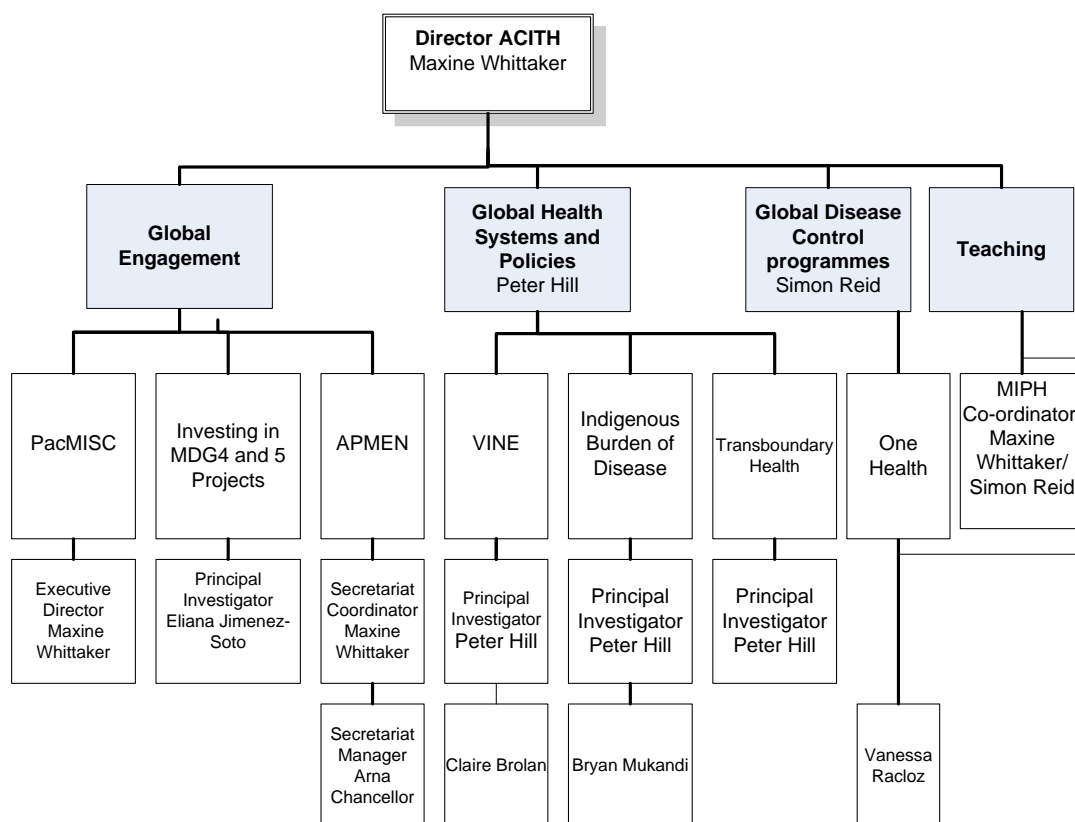 Director ACITH
Maxine Whittaker
Global
Engagement
Global Health
Systems and
Policies
Peter Hill
Global Disease
Control
programmes
Simon Reid
Teaching
PacMISC
Investing in
MDG4 and 5
Projects
APMEN
VINE
Indigenous
Burden of
Disease
Transboundary
Health
One
Health
MIPH
Co-ordinator
Maxine
Whittaker/
Simon Reid
Executive
Director
Maxine
Whittaker
Principal
Investigator
Eliana Jimenez-
Soto
Secretariat
Coordinator
Maxine
Whittaker
Principal
Investigator
Peter Hill
Principal
Investigator
Peter Hill
Principal
Investigator
Peter Hill
Secretariat
Manager
Arna
Chancellor
Claire Brolan
Bryan Mukandi
Vanessa
Racloz